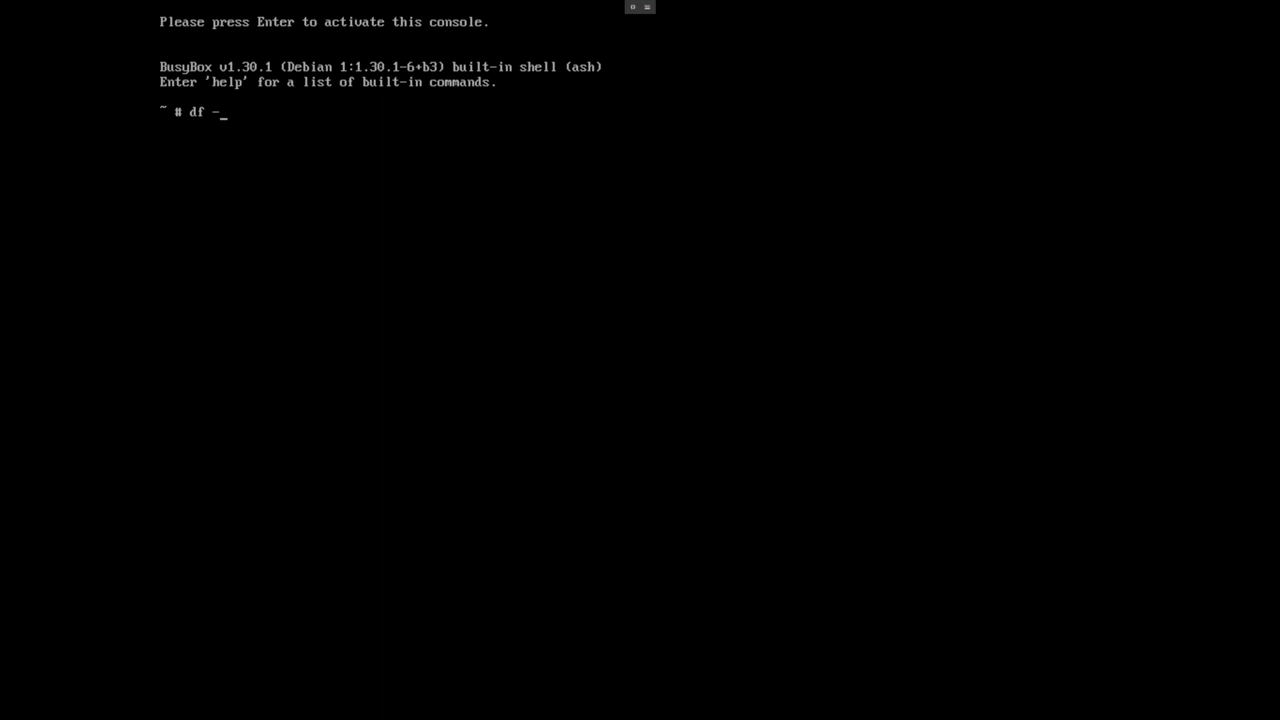 Please press Enter to activate this console.
BusyBox v1.30.1 (Debian 1:1.30.1-6+b3) built-in shell (ash)
Enter 'help' for a list of built-in commands.
~ # df -_